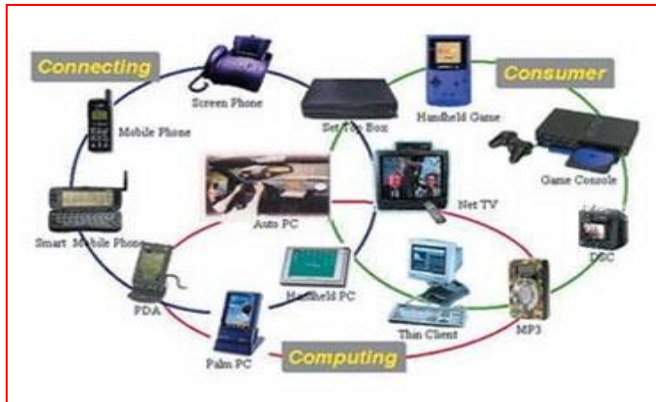 Connecting
Consumer
Screen Phone
Set Top Box
Handheld Game
Mobile Phone
Game Console
Net TV
Auto PC
Smart Mobile Phone
DSC
Handheld PC
PDA
Thin Client
MP3
Palm PC
Computing